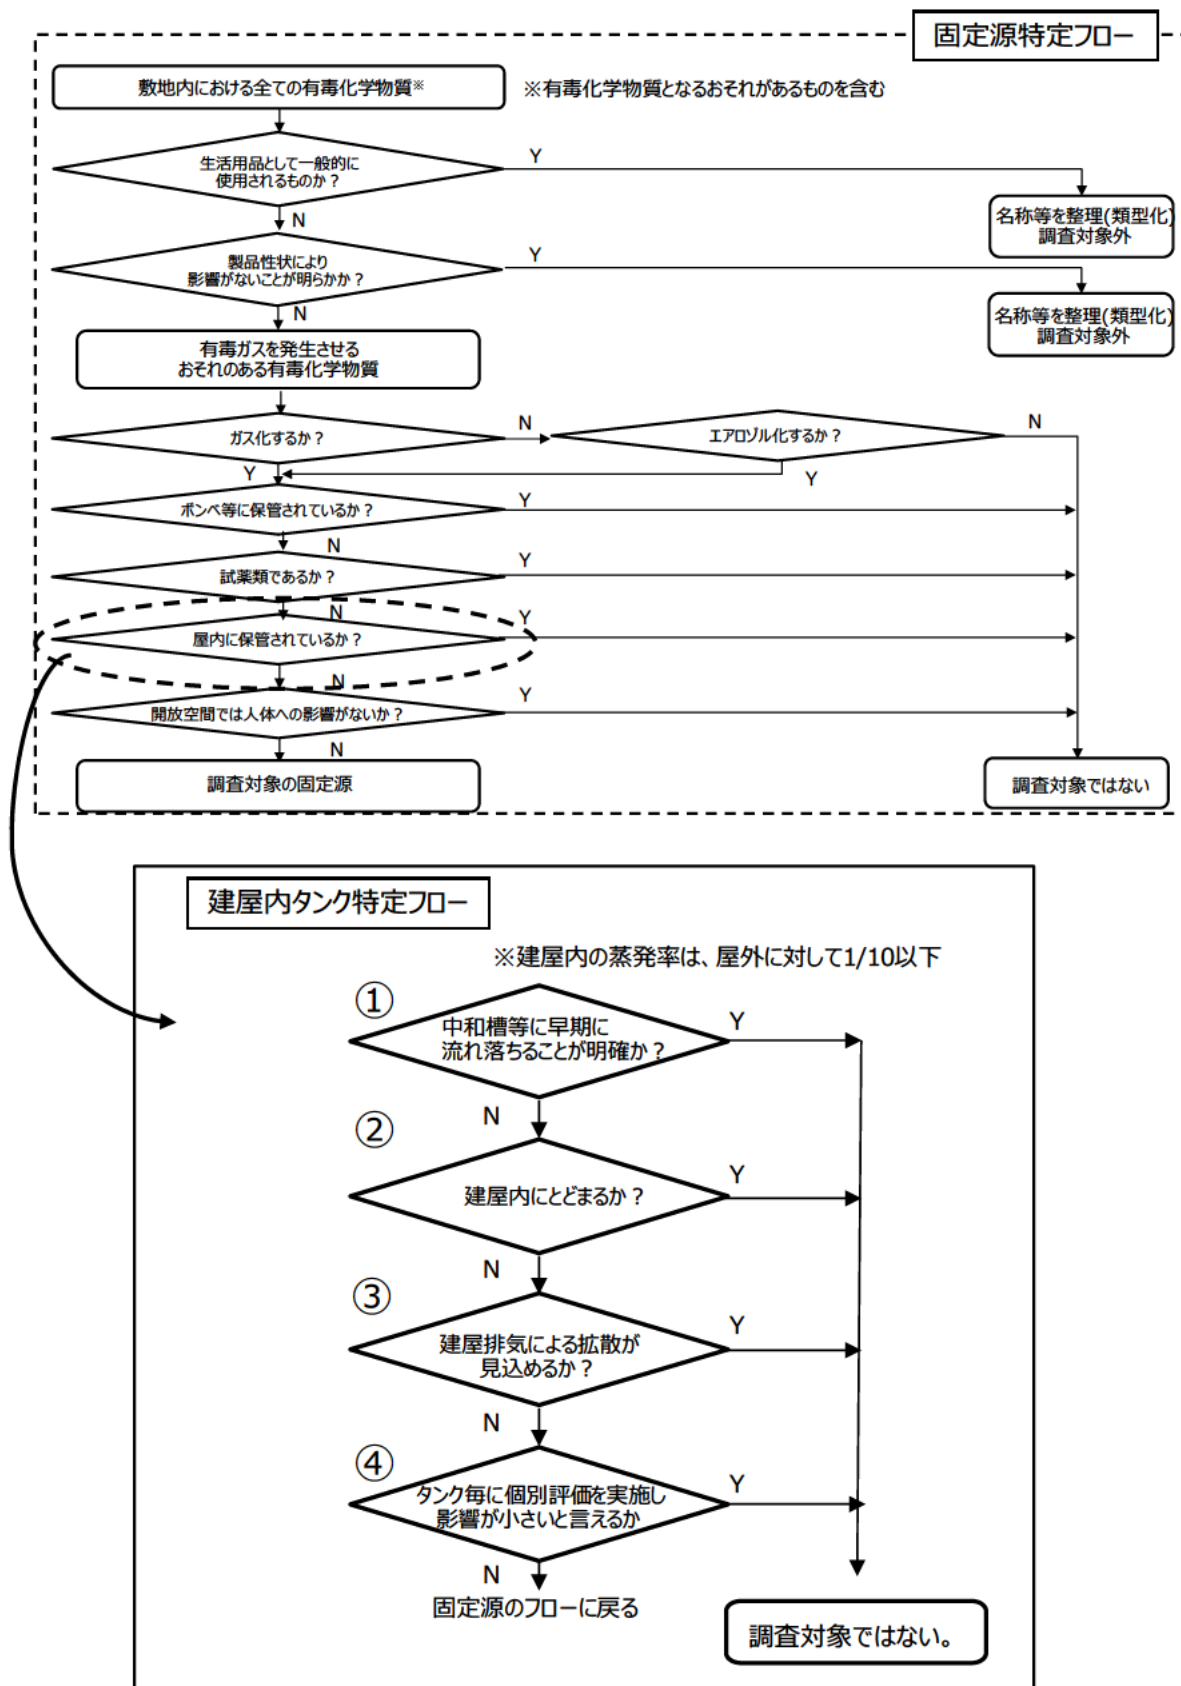 固定源特定フロー
敷地内における全ての有毒化学物質※
※有毒化学物質となるおそれがあるものを含む
生活用品として一般的に
使用されるものか？
Y
N
名称等を整理(類型化)
調査対象外
製品性状により
影響がないことが明らかか？
Y
N
名称等を整理(類型化)
調査対象外
有毒ガスを発生させる
おそれのある有毒化学物質
ガス化するか？
N
エアロゾル化するか？
N
Y
Y
ボンベ等に保管されているか？
Y
N
試薬類であるか？
Y
N
屋内に保管されているか？
Y
N
開放空間では人体への影響がないか？
Y
N
調査対象の固定源
調査対象ではない
建屋内タンク特定フロー
※建屋内の蒸発率は、屋外に対して1/10以下
①
中和槽等に早期に
流れ落ちることが明確か？
Y
N
②
建屋内にとどまるか？
Y
N
③
建屋排気による拡散が
見込めるか？
Y
N
④
タンク毎に個別評価を実施し
影響が小さいと言えるか
Y
N
固定源のフローに戻る
調査対象ではない。